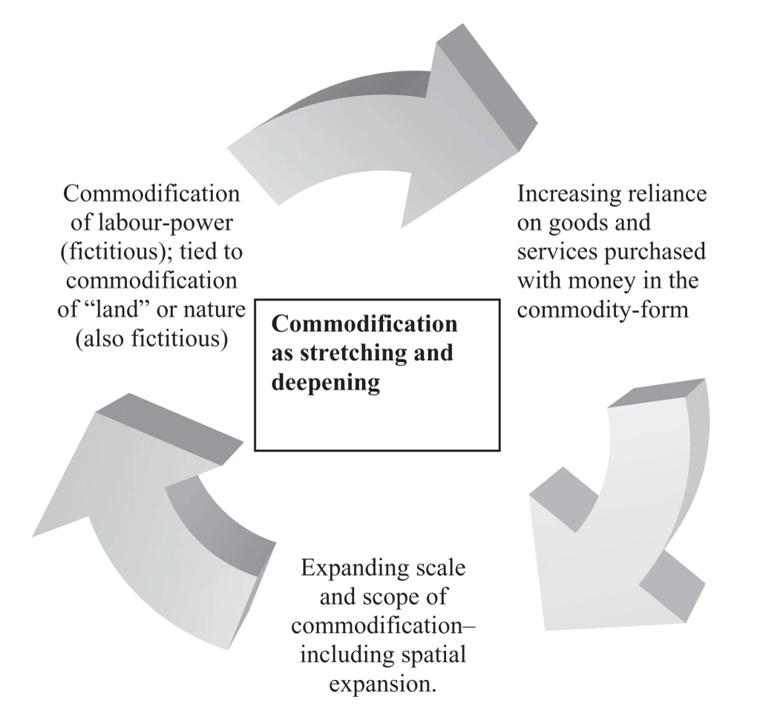 Commodification
of labour-power
(fictitious); tied to
commodification
of “land” or nature
(also fictitious)
Increasing reliance
on goods and
services purchased
with money in the
commodity-form
Commodification
as stretching and
deepening
Expanding scale
and scope of
commodification–
including spatial
expansion.